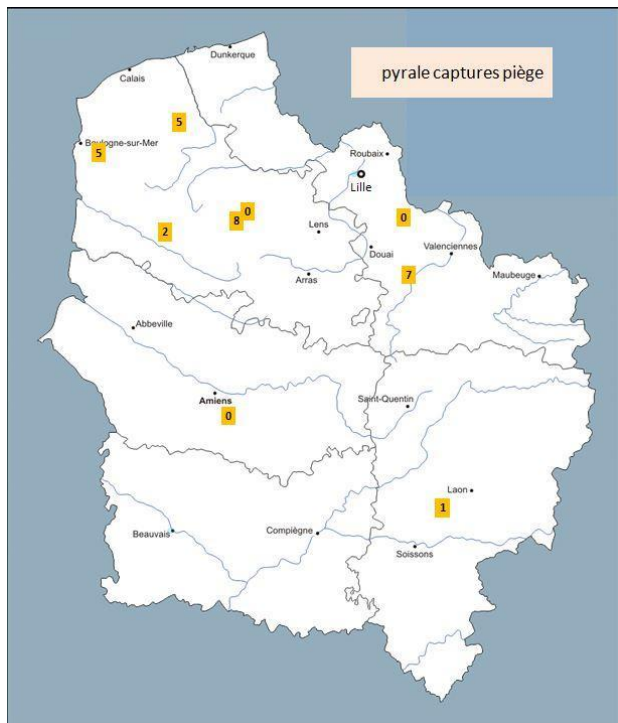 Dunkerque
pyrale captures piège
Calais
5
Boulogne-sur-Mer
5
Roubaix
Lille
0
8
0
2
Lens
Douai
Valenciennes
7
Maubeuge
Arras
Abbeville
Amiens
0
Saint-Quentin
Laon
1
Beauvais
Compiègne
Soissons